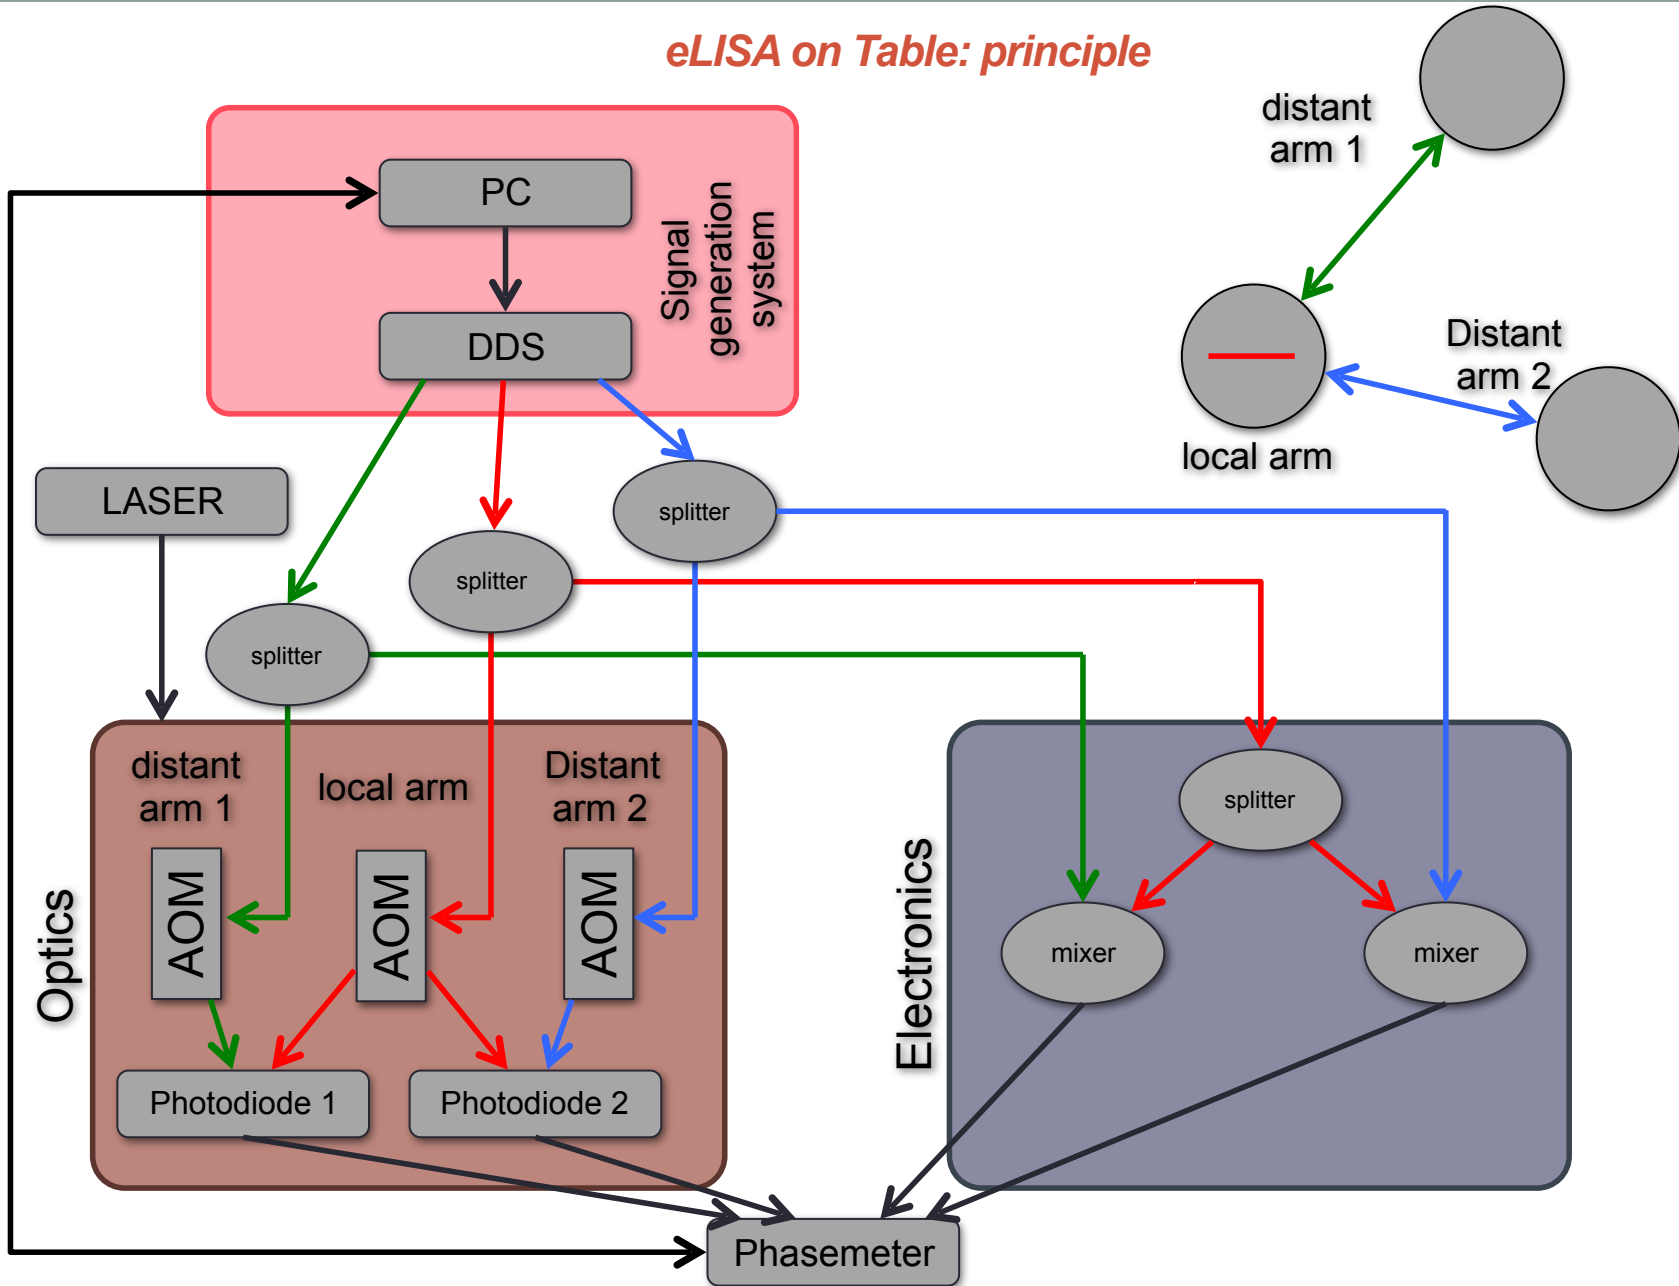 eLISA on Table: principle
distant
arm 1
PC
Signal
generation
system
DDS
Distant
arm 2
local arm
LASER
splitter
splitter
splitter
distant
arm 1
local arm
Distant
arm 2
splitter
Optics
AOM
AOM
AOM
Electronics
mixer
mixer
Photodiode 1
Photodiode 2
Phasemeter